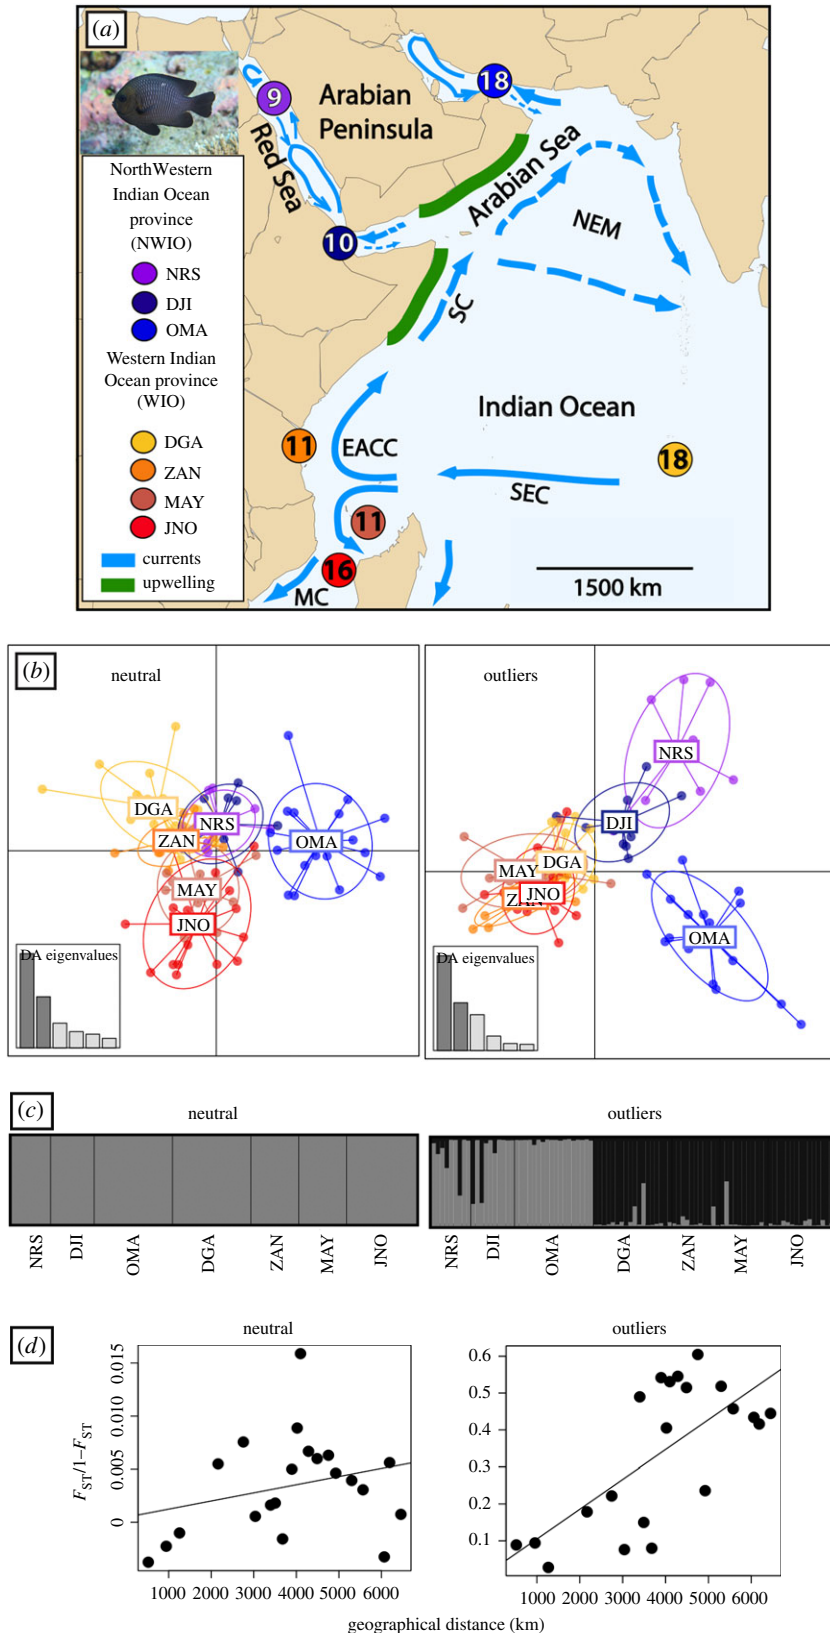 (a)
9
18
Arabian
Peninsula
Red Sea
Arabian Sea
10
NEM
SC
Indian Ocean
11
EACC
18
SEC
11
16
MC
1500 km
NorthWestern
Indian Ocean
province
(NWIO)
NRS
DJI
OMA
Western Indian
Ocean province
(WIO)
DGA
ZAN
MAY
JNO
currents
upwelling
(b)
neutral
DGA
NRS
ZAN
OMA
MAY
JNO
DA eigenvalues
outliers
NRS
DJI
DGA
MAY
ZAN
JNO
OMA
DA eigenvalues
(c)
neutral
outliers
NRS DJI OMA DGA ZAN MAY JNO
NRS DJI OMA DGA ZAN MAY JNO
(d)
neutral
outliers
0.015
0.010
0.005
0
FST/1–FST
1000 2000 3000 4000 5000 6000
0.6
0.5
0.4
0.3
0.2
0.1
1000 2000 3000 4000 5000 6000
geographical distance (km)